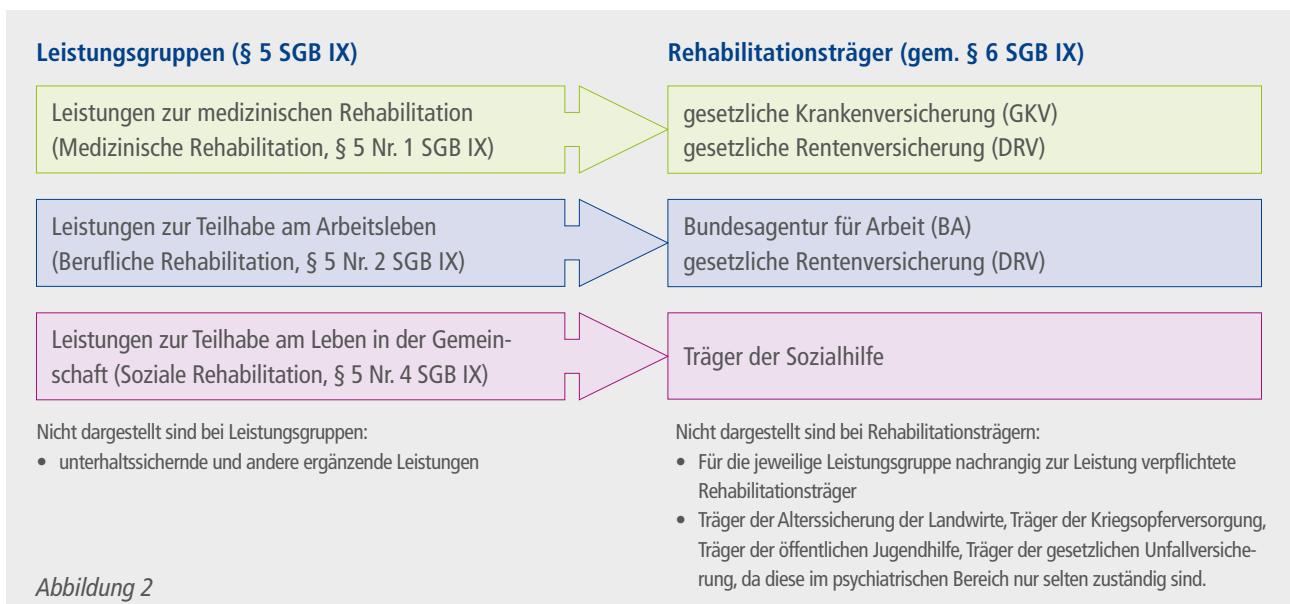 Leistungsgruppen (§ 5 SGB IX)
Leistungen zur medizinischen Rehabilitation
(Medizinische Rehabilitation, § 5 Nr. 1 SGB IX)
Leistungen zur Teilhabe am Arbeitsleben
(Berufliche Rehabilitation, § 5 Nr. 2 SGB IX)
Leistungen zur Teilhabe am Leben in der Gemein-
schaft (Soziale Rehabilitation, § 5 Nr. 4 SGB IX)
Nicht dargestellt sind bei Leistungsgruppen:
• unterhaltssichernde und andere ergänzende Leistungen
Rehabilitationsträger (gem. § 6 SGB IX)
gesetzliche Krankenversicherung (GKV)
gesetzliche Rentenversicherung (DRV)
Bundesagentur für Arbeit (BA)
gesetzliche Rentenversicherung (DRV)
Träger der Sozialhilfe
Nicht dargestellt sind bei Rehabilitationsträgern:
• Für die jeweilige Leistungsgruppe nachrangig zur Leistung verpflichtete
Rehabilitationsträger
• Träger der Alterssicherung der Landwirte, Träger der Kriegsopferversorgung,
Träger der öffentlichen Jugendhilfe, Träger der gesetzlichen Unfallversiche-
rung, da diese im psychiatrischen Bereich nur selten zuständig sind.
Abbildung 2